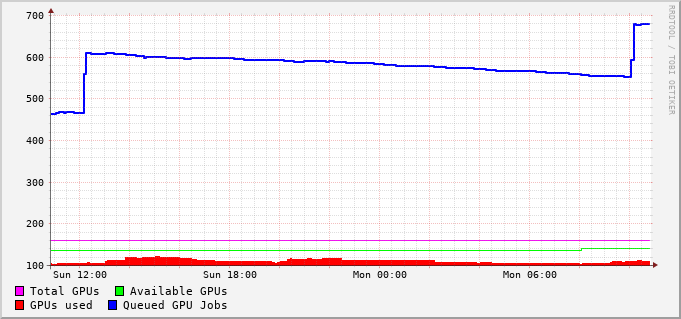 700
600
500
400
300
200
100
Sun 12:00 Sun 18:00 Mon 00:00 Mon 06:00
Total GPUs Available GPUs
GPUs used Queued GPU Jobs
RRDTOOL / TOBI OETIKER